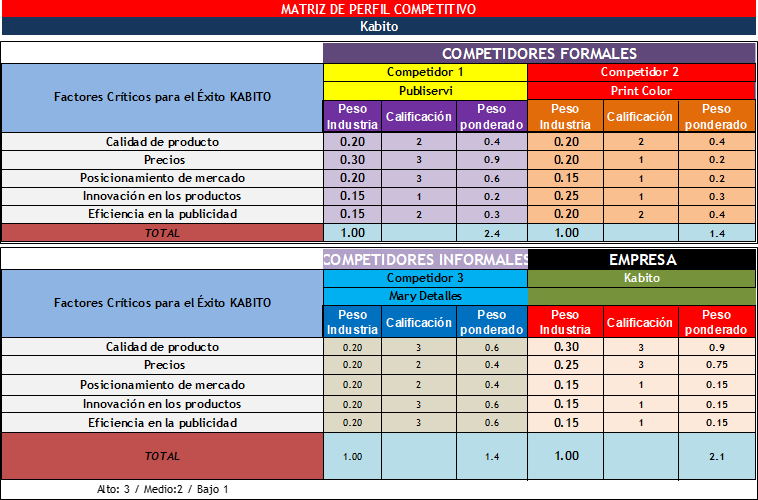 MATRIZ DE PERFIL COMPETITIVO
Kabito
COMPETIDORES FORMALES
Factores Críticos para el Éxito KABITO
Competidor 1 Competidor 2
Publiservi Print Color
Peso Industria Calificación Peso ponderado Peso Industria Calificación Peso ponderado
Calidad de producto 0.20 2 0.4 0.20 2 0.4
Precios 0.30 3 0.9 0.20 1 0.2
Posicionamiento de mercado 0.20 3 0.6 0.15 1 0.2
Innovación en los productos 0.15 1 0.2 0.25 1 0.3
Eficiencia en la publicidad 0.15 2 0.3 0.20 2 0.4
TOTAL 1.00 2.4 1.00 1.4
COMPETIDORES INFORMALES EMPRESA
Factores Críticos para el Éxito KABITO
Competidor 3 Kabito
Mary Detalles
Peso Industria Calificación Peso ponderado Peso Industria Calificación Peso ponderado
Calidad de producto 0.20 3 0.6 0.30 3 0.9
Precios 0.20 2 0.4 0.25 3 0.75
Posicionamiento de mercado 0.20 2 0.4 0.15 1 0.15
Innovación en los productos 0.20 3 0.6 0.15 1 0.15
Eficiencia en la publicidad 0.20 3 0.6 0.15 1 0.15
TOTAL 1.00 1.4 1.00 2.1
Alto: 3 / Medio:2 / Bajo 1